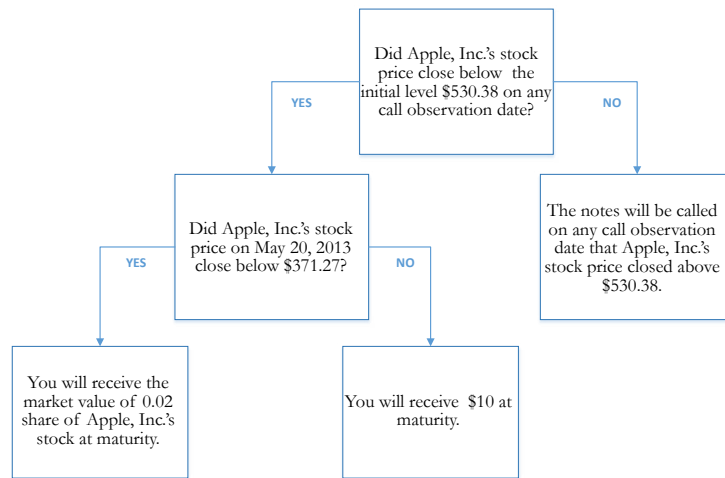 Did Apple, Inc.'s stock
price close below the
initial level $530.38 on any
call observation date?
YES
NO
Did Apple, Inc.'s stock
price on May 20, 2013
close below $371.27?
The notes will be called
on any call observation
date that Apple, Inc.'s
stock price closed above
$530.38.
YES
NO
You will receive the
market value of 0.02
share of Apple, Inc.'s
stock at maturity.
You will receive $10 at
maturity.